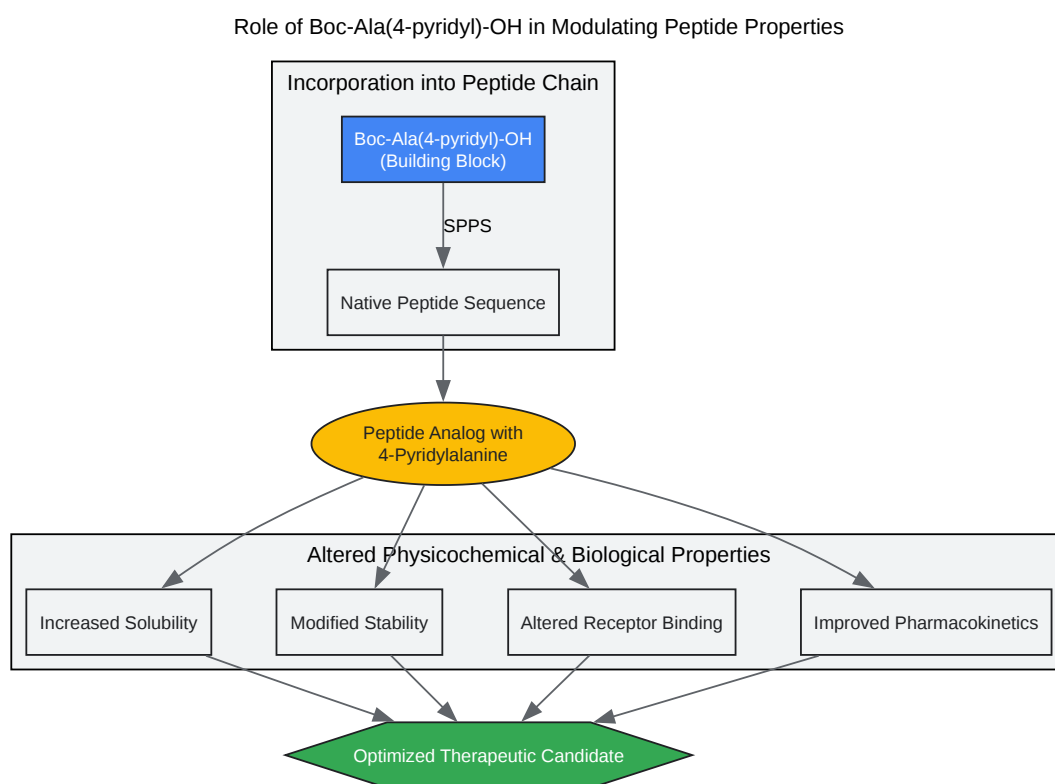 Role of Boc-Ala(4-pyridyl)-OH in Modulating Peptide Properties
Incorporation into Peptide Chain
Boc-Ala(4-pyridyl)-OH
(Building Block)
SPPS
Native Peptide Sequence
Peptide Analog with
4-Pyridylalanine
Altered Physicochemical & Biological Properties
Increased Solubility
Modified Stability
Altered Receptor Binding
Improved Pharmacokinetics
Optimized Therapeutic Candidate